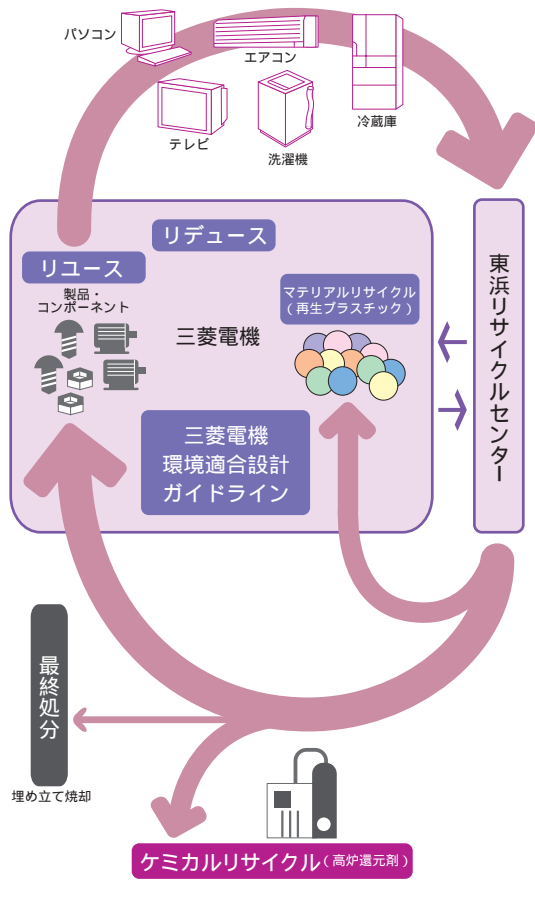 パソコン
エアコン
冷蔵庫
テレビ
洗濯機
リデュース
リユース
製品・
コンポーネント
三菱電機
マテリアルリサイクル
(再生プラスチック)
三菱電機
環境適合設計
ガイドライン
東浜リサイクルセンター
最終処分
埋め立て焼却
ケミカルリサイクル(高炉還元剤)